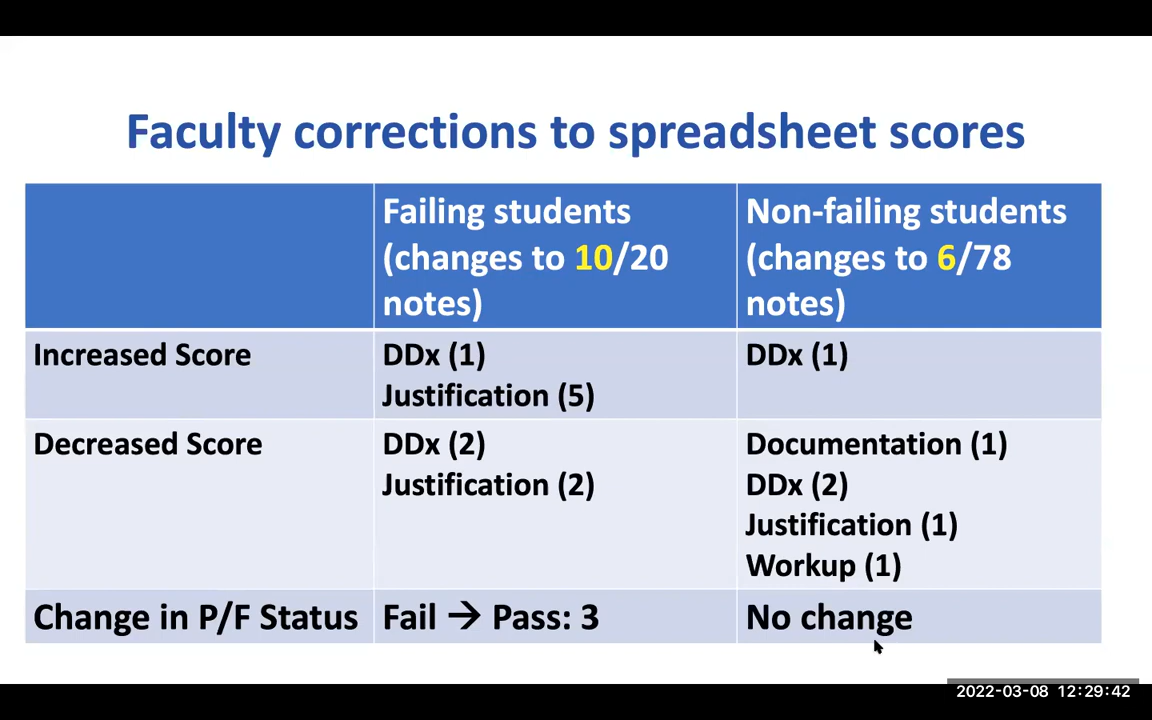 Faculty corrections to spreadsheet scores
Failing students
(changes to 10/20
notes)
Non-failing students
(changes to 6/78
notes)
Increased Score
DDx (1)
Justification (5)
DDx (1)
Decreased Score
DDx (2)
Justification (2)
Documentation (1)
DDx (2)
Justification (1)
Workup (1)
Change in P/F Status
Fail → Pass: 3
No change
2022-03-08 12:29:42